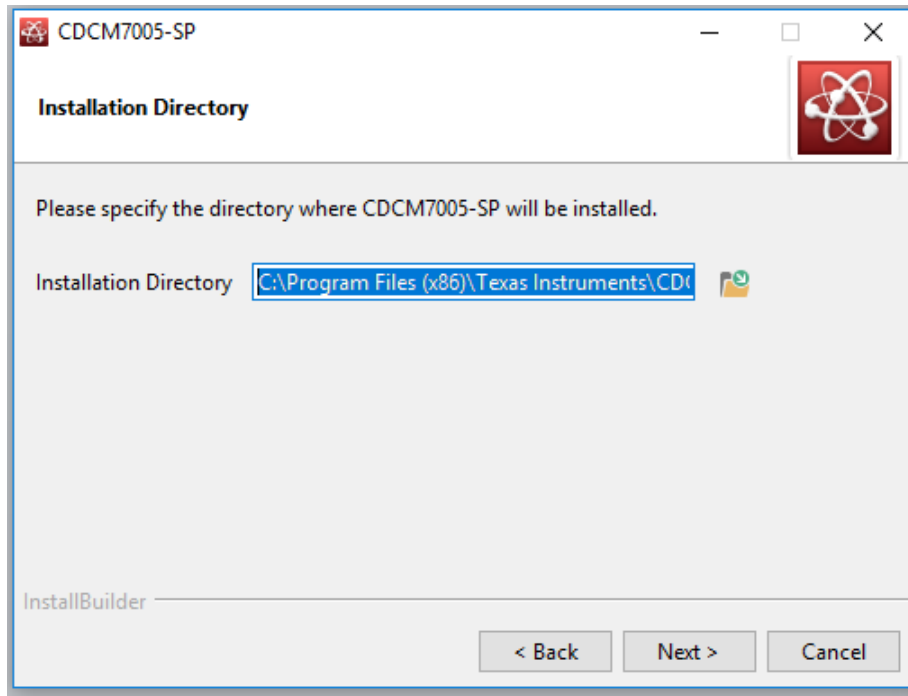 CDCM7005-SP
Installation Directory
Please specify the directory where CDCM7005-SP will be installed.
Installation Directory C:\Program Files (x86)\Texas Instruments\CDC
InstallBuilder
< Back Next > Cancel